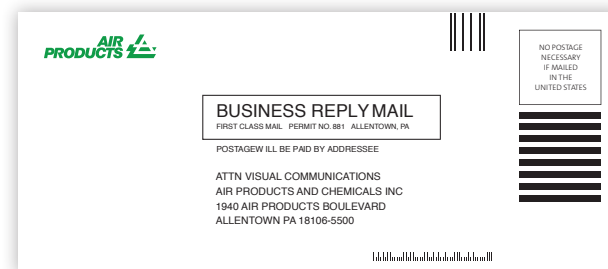 AIR
PRODUCTS
NO POSTAGE
NECESSARY
IF MAILED
IN THE
UNITED STATES
BUSINESS REPLY MAIL
FIRST CLASS MAIL PERMIT NO. 881 ALLENTOWN, PA
POSTAGEW ILL BE PAID BY ADDRESSEE
ATTN VISUAL COMMUNICATIONS
AIR PRODUCTS AND CHEMICALS INC
1940 AIR PRODUCTS BOULEVARD
ALLENTOWN PA 18106-5500